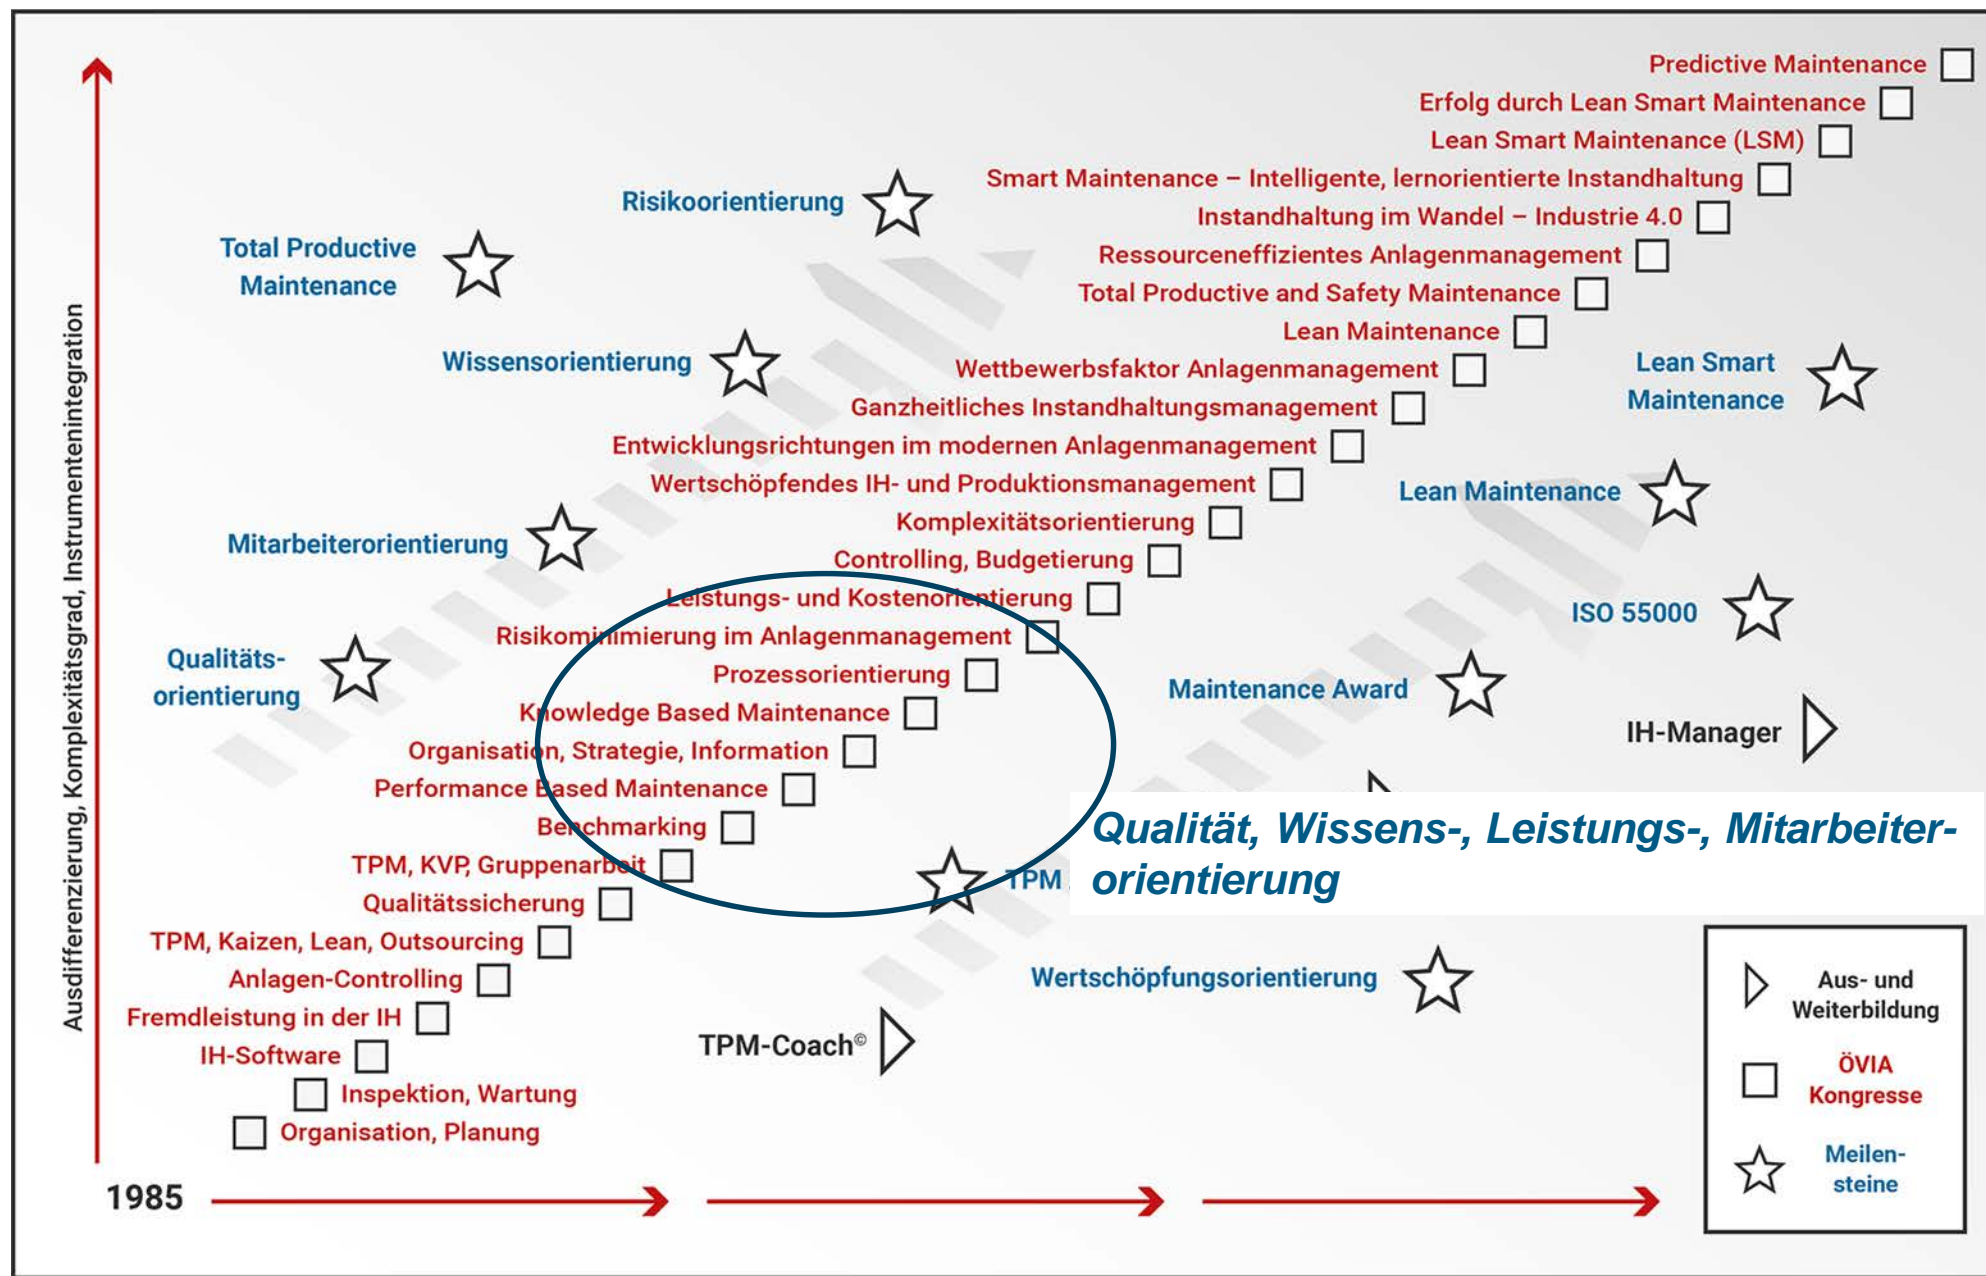 Predictive Maintenance
Erfolg durch Lean Smart Maintenance
Lean Smart Maintenance (LSM)
Smart Maintenance – Intelligente, lernorientierte Instandhaltung
Risikoorientierung
Instandhaltung im Wandel – Industrie 4.0
Total Productive
Maintenance
Ressourceneffizientes Anlagenmanagement
Total Productive and Safety Maintenance
Lean Maintenance
Wissensorientierung
Wettbewerbsfaktor Anlagenmanagement
Lean Smart
Maintenance
Ganzheitliches Instandhaltungsmanagement
Entwicklungsrichtungen im modernen Anlagenmanagement
Wertschöpfendes IH- und Produktionsmanagement
Lean Maintenance
Komplexitätsorientierung
Mitarbeiterorientierung
Controlling, Budgetierung
Leistungs- und Kostenorientierung
ISO 55000
Risikominimierung im Anlagenmanagement
Qualitäts-
orientierung
Prozessorientierung
Maintenance Award
Knowledge Based Maintenance
IH-Manager
Organisation, Strategie, Information
Performance Based Maintenance
Benchmarking
Qualität, Wissens-, Leistungs-, Mitarbeiter-
orientierung
TPM, KVP, Gruppenarbeit
TPM
Qualitätssicherung
TPM, Kaizen, Lean, Outsourcing
Anlagen-Controlling
Wertschöpfungsorientierung
Fremdleistung in der IH
TPM-Coach©
IH-Software
Inspektion, Wartung
Organisation, Planung
Ausdifferenzierung, Komplexitätsgrad, Instrumentenintegration
1985
Aus- und
Weiterbildung
ÖVIA
Kongresse
Meilen-
steine